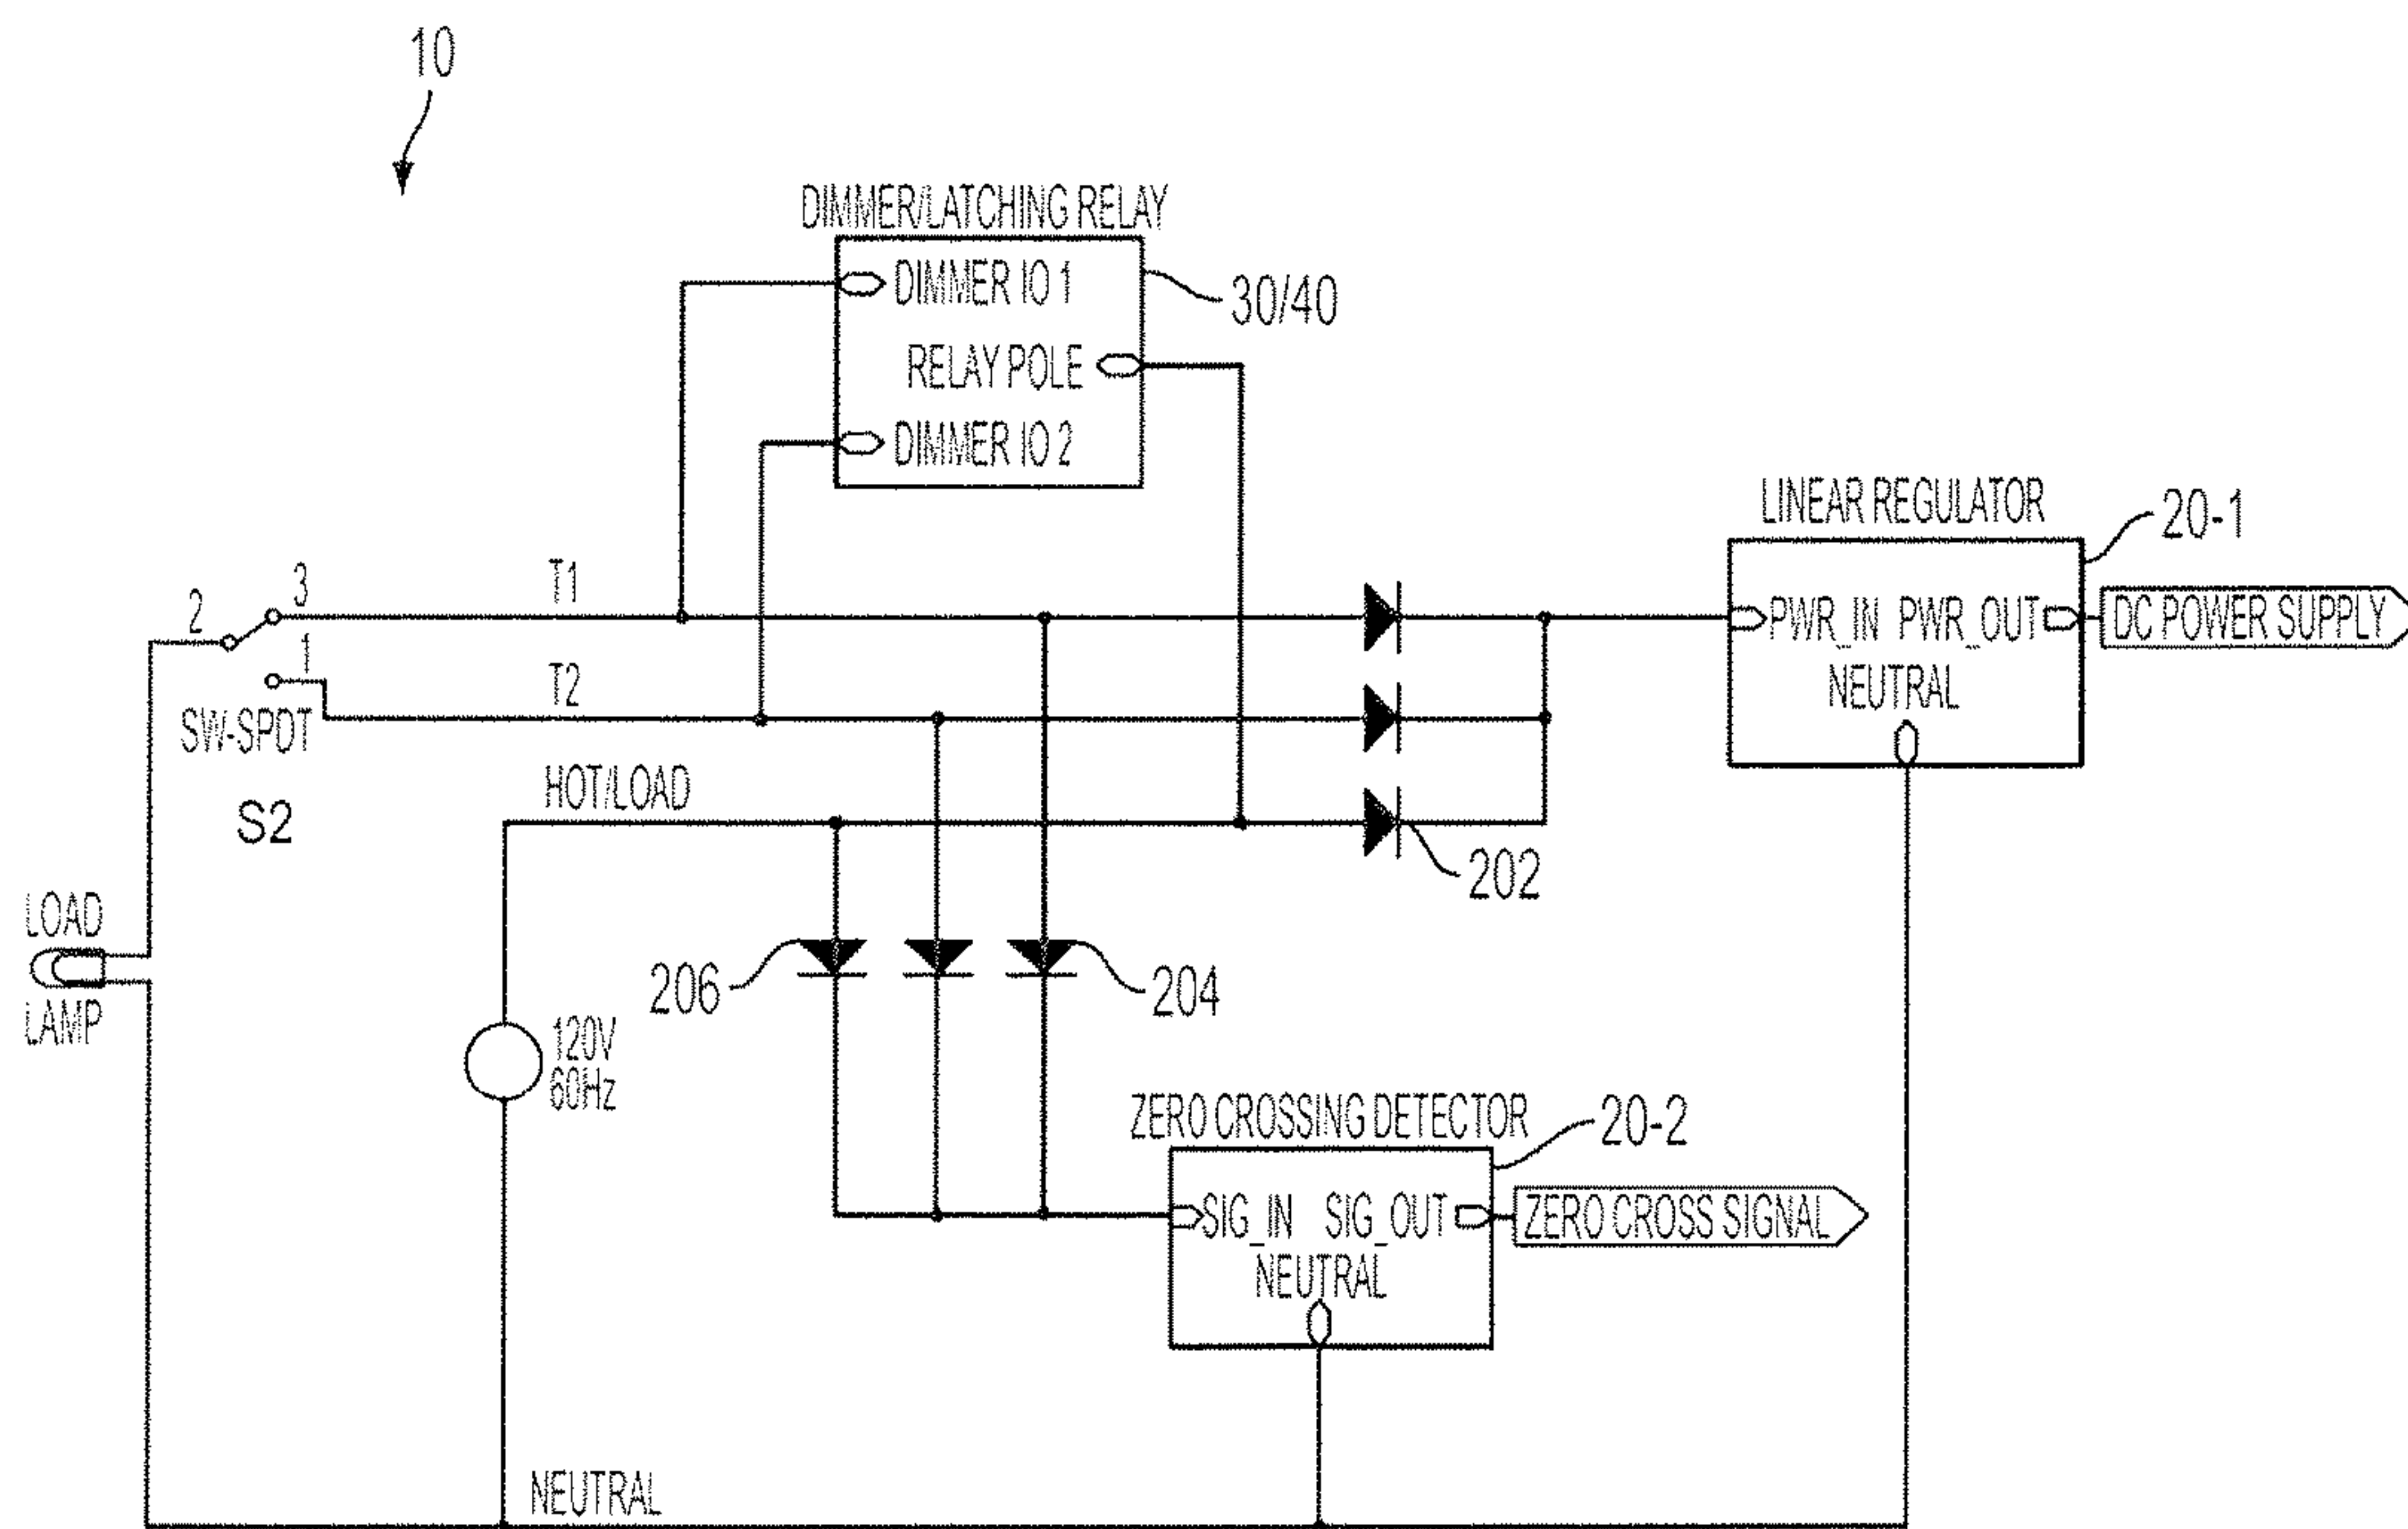 10
DIMMER/LATCHING RELAY
DIMMER IO 1
30/40
RELAY POLE
DIMMER IO 2
LINEAR REGULATOR
20-1
T1
3
2
PWR_IN PWR_OUT
DC POWER SUPPLY
1
T2
NEUTRAL
SW-SPDT
HOT/LOAD
S2
202
LOAD
206
204
LAMP
120V
60Hz
ZERO CROSSING DETECTOR
20-2
SIG_IN SIG_OUT
ZERO CROSS SIGNAL
NEUTRAL
NEUTRAL